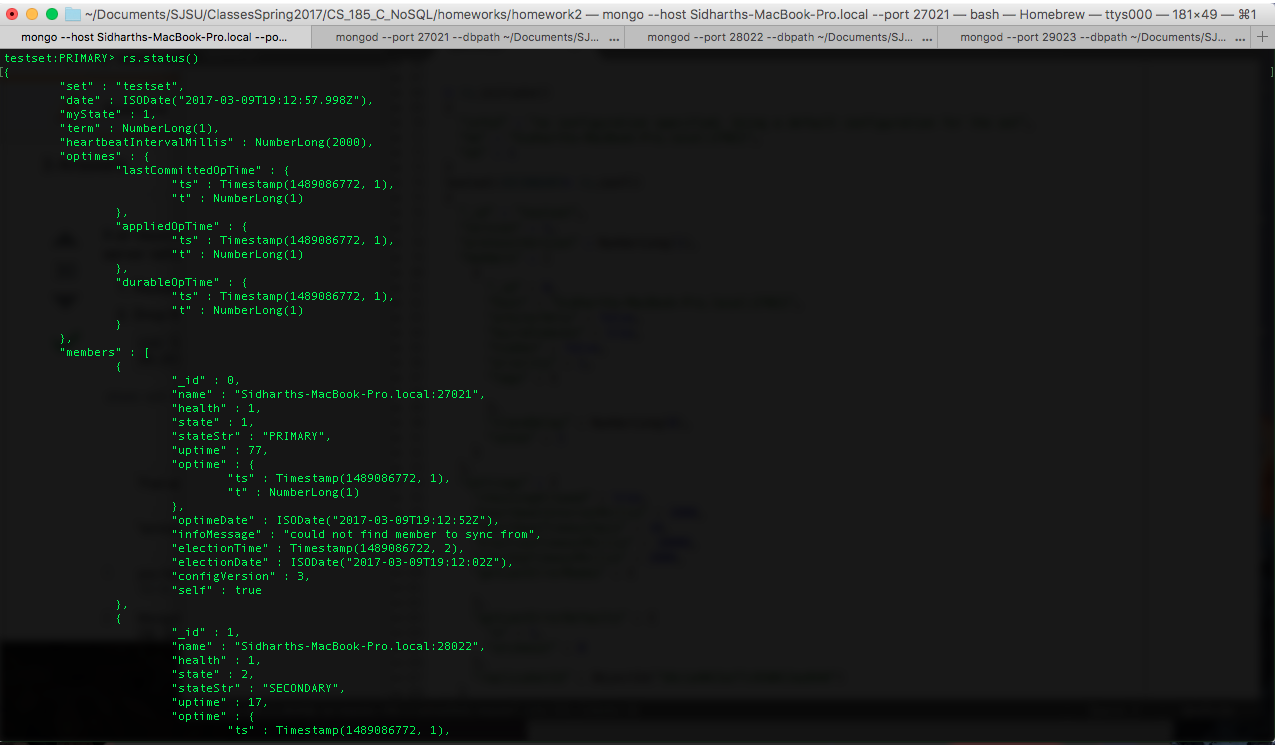 ~/Documents/SJSU/ClassesSpring2017/CS_185_C_NoSQL/homeworks/homework2 — mongo --host Sidharths-MacBook-Pro.local --port 27021 — bash — Homebrew — ttys000 — 181×49 — ⌘1
mongo --host Sidharths-MacBook-Pro.local --po... mongod --port 27021 --dbpath ~/Documents/SJ... ... mongod --port 28022 --dbpath ~/Documents/SJ... ... mongod --port 29023 --dbpath ~/Documents/SJ... ... +
testset:PRIMARY> rs.status()
[{ ]
"set" : "testset",
"date" : ISODate("2017-03-09T19:12:57.998Z"),
"myState" : 1,
"term" : NumberLong(1),
"heartbeatIntervalMillis" : NumberLong(2000),
"optimes" : {
"lastCommittedOpTime" : {
"ts" : Timestamp(1489086772, 1),
"t" : NumberLong(1)
},
"appliedOpTime" : {
"ts" : Timestamp(1489086772, 1),
"t" : NumberLong(1)
},
"durableOpTime" : {
"ts" : Timestamp(1489086772, 1),
"t" : NumberLong(1)
}
},
"members" : [
{
"_id" : 0,
"name" : "Sidharths-MacBook-Pro.local:27021",
"health" : 1,
"state" : 1,
"stateStr" : "PRIMARY",
"uptime" : 77,
"optime" : {
"ts" : Timestamp(1489086772, 1),
"t" : NumberLong(1)
},
"optimeDate" : ISODate("2017-03-09T19:12:52Z"),
"infoMessage" : "could not find member to sync from",
"electionTime" : Timestamp(1489086722, 2),
"electionDate" : ISODate("2017-03-09T19:12:02Z"),
"configVersion" : 3,
"self" : true
},
{
"_id" : 1,
"name" : "Sidharths-MacBook-Pro.local:28022",
"health" : 1,
"state" : 2,
"stateStr" : "SECONDARY",
"uptime" : 17,
"optime" : {
"ts" : Timestamp(1489086772, 1),